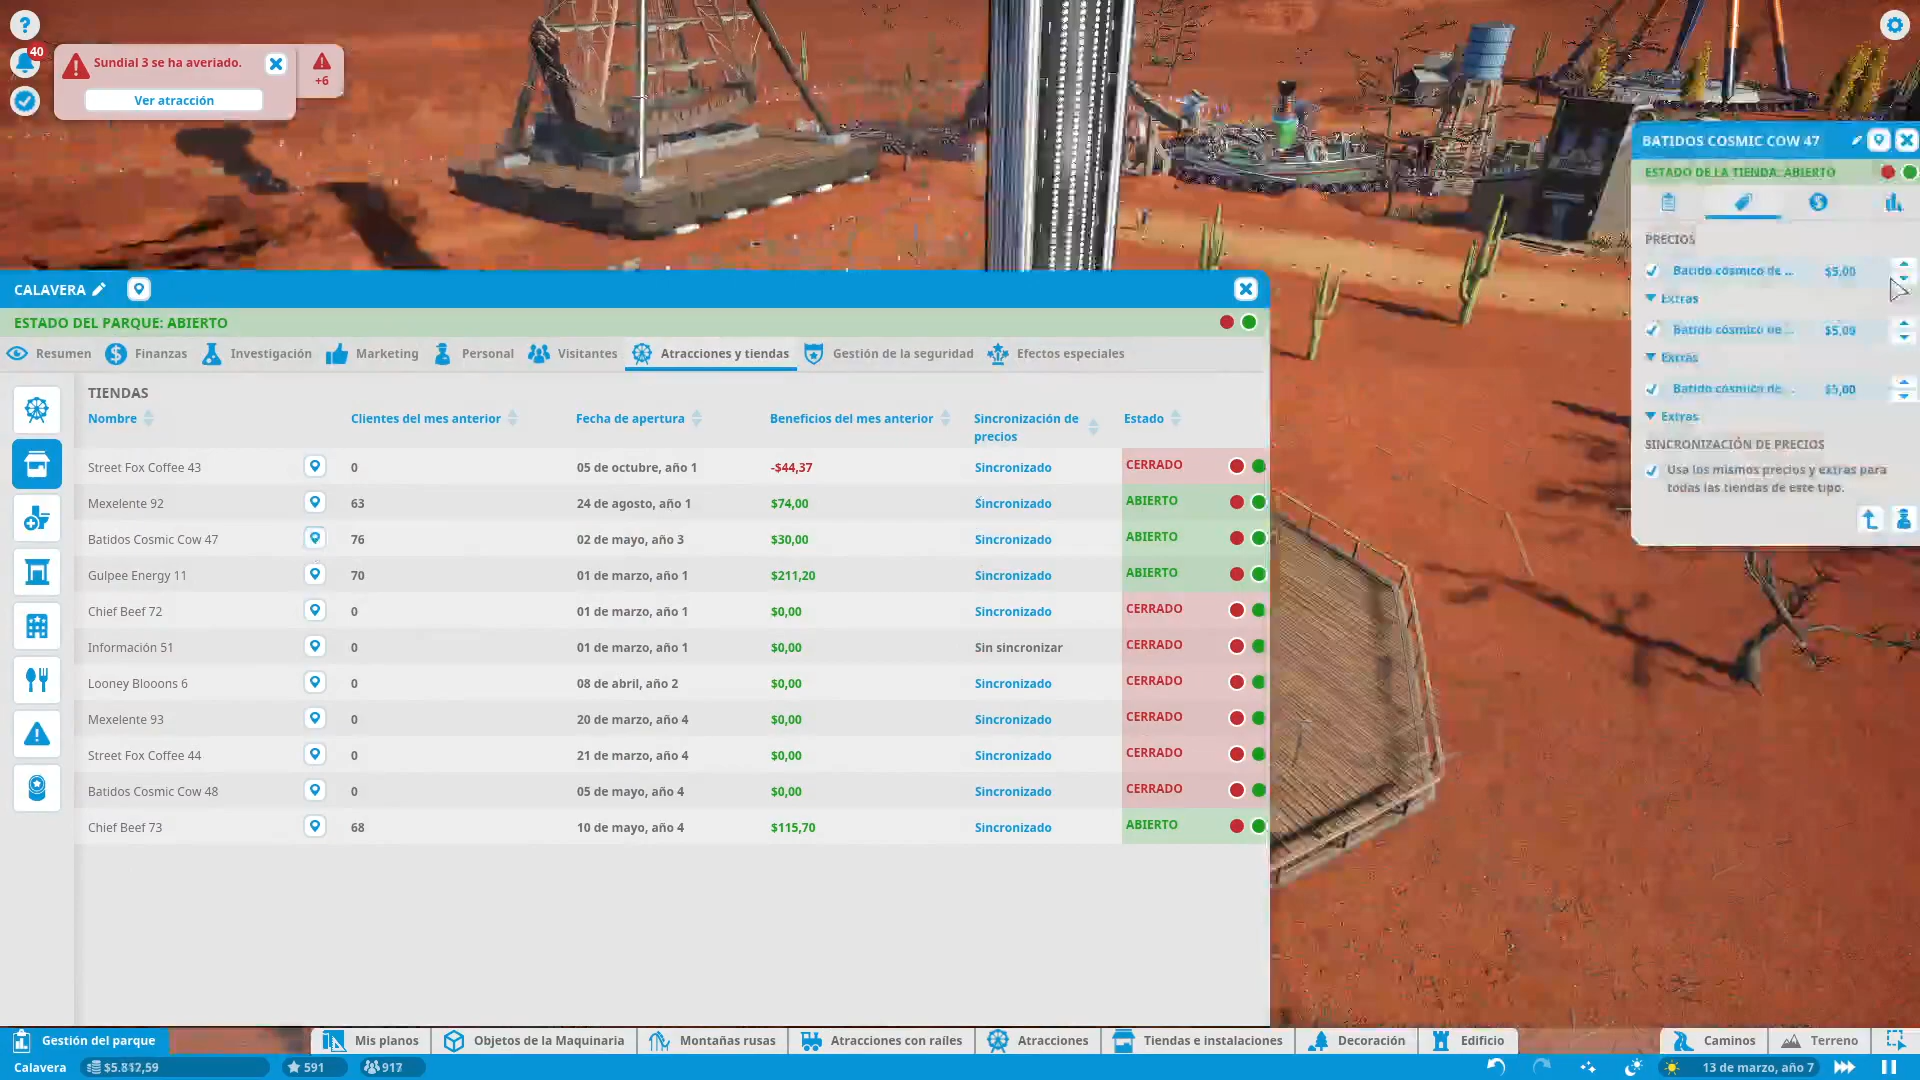 40
Sundial 3 se ha averiado.
Ver atracción
+6
BATIDOS COSMIC COW 47
ESTADO DE LA TIENDA: ABIERTO
PRECIOS
Batido cósmico de ... $5,00
Extras
Batido cósmico de ... $5,00
Extras
Batido cósmico de ... $5,00
Extras
SINCRONIZACIÓN DE PRECIOS
Usa los mismos precios y extras para
todas las tiendas de este tipo.
CALAVERA
ESTADO DEL PARQUE: ABIERTO
Resumen Finanzas Investigación Marketing Personal Visitantes Atracciones y tiendas Gestión de la seguridad Efectos especiales
TIENDAS
Nombre Clientes del mes anterior Fecha de apertura Beneficios del mes anterior Sincronización de precios Estado
Street Fox Coffee 43 0 05 de octubre, año 1 -$44,37 Sincronizado CERRADO
Mexelente 92 63 24 de agosto, año 1 $74,00 Sincronizado ABIERTO
Batidos Cosmic Cow 47 76 02 de mayo, año 3 $30,00 Sincronizado ABIERTO
Gulpee Energy 11 70 01 de marzo, año 1 $211,20 Sincronizado ABIERTO
Chief Beef 72 0 01 de marzo, año 1 $0,00 Sincronizado CERRADO
Información 51 0 01 de marzo, año 1 $0,00 Sin sincronizar CERRADO
Looney Blooons 6 0 08 de abril, año 2 $0,00 Sincronizado CERRADO
Mexelente 93 0 20 de marzo, año 4 $0,00 Sincronizado CERRADO
Street Fox Coffee 44 0 21 de marzo, año 4 $0,00 Sincronizado CERRADO
Batidos Cosmic Cow 48 0 05 de mayo, año 4 $0,00 Sincronizado CERRADO
Chief Beef 73 68 10 de mayo, año 4 $115,70 Sincronizado ABIERTO
Gestión del parque Mis planos Objetos de la Maquinaria Montañas rusas Atracciones con raíles Atracciones Tiendas e instalaciones Decoración Edificio Caminos Terreno
Calavera 591 917 13 de marzo, año 7